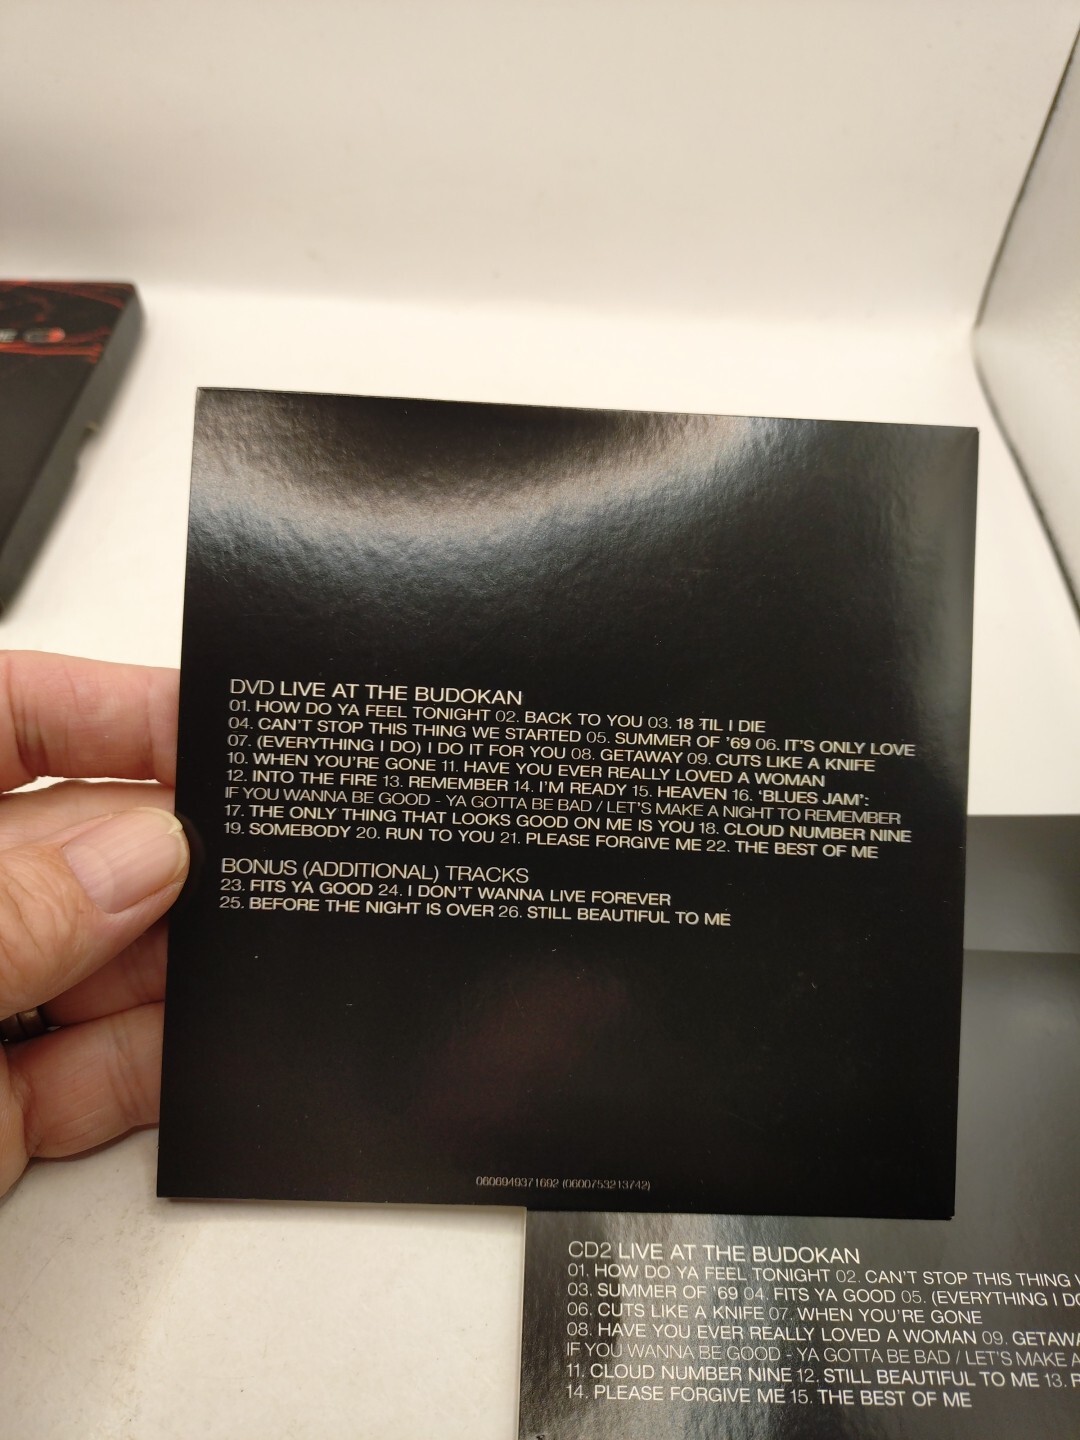 DVD LIVE AT THE BUDOKAN
01. HOW DO YA FEEL TONIGHT 02. BACK TO YOU 03. 18 TIL I DIE
04. CAN'T STOP THIS THING WE STARTED 05. SUMMER OF '69 06. IT'S ONLY LOVE
07. (EVERYTHING I DO) I DO IT FOR YOU 08. GETAWAY 09. CUTS LIKE A KNIFE
10. WHEN YOU'RE GONE 11. HAVE YOU EVER REALLY LOVED A WOMAN
12. INTO THE FIRE 13. REMEMBER 14. I'M READY 15. HEAVEN 16. 'BLUES JAM':
IF YOU WANNA BE GOOD - YA GOTTA BE BAD / LET'S MAKE A NIGHT TO REMEMBER
17. THE ONLY THING THAT LOOKS GOOD ON ME IS YOU 18. CLOUD NUMBER NINE
19. SOMEBODY 20. RUN TO YOU 21. PLEASE FORGIVE ME 22. THE BEST OF ME
BONUS (ADDITIONAL) TRACKS
23. FITS YA GOOD 24. I DON'T WANNA LIVE FOREVER
25. BEFORE THE NIGHT IS OVER 26. STILL BEAUTIFUL TO ME
0606949371692 (0600753213742)
CD2 LIVE AT THE BUDOKAN
01. HOW DO YA FEEL TONIGHT 02. CAN'T STOP THIS THING
03. SUMMER OF '69 04. FITS YA GOOD 05. (EVERYTHING I DO
06. CUTS LIKE A KNIFE 07. WHEN YOU'RE GONE
08. HAVE YOU EVER REALLY LOVED A WOMAN 09. GETAWA
IF YOU WANNA BE GOOD - YA GOTTA BE BAD / LET'S MAKE A
11. CLOUD NUMBER NINE 12. STILL BEAUTIFUL TO ME 13. R
14. PLEASE FORGIVE ME 15. THE BEST OF ME